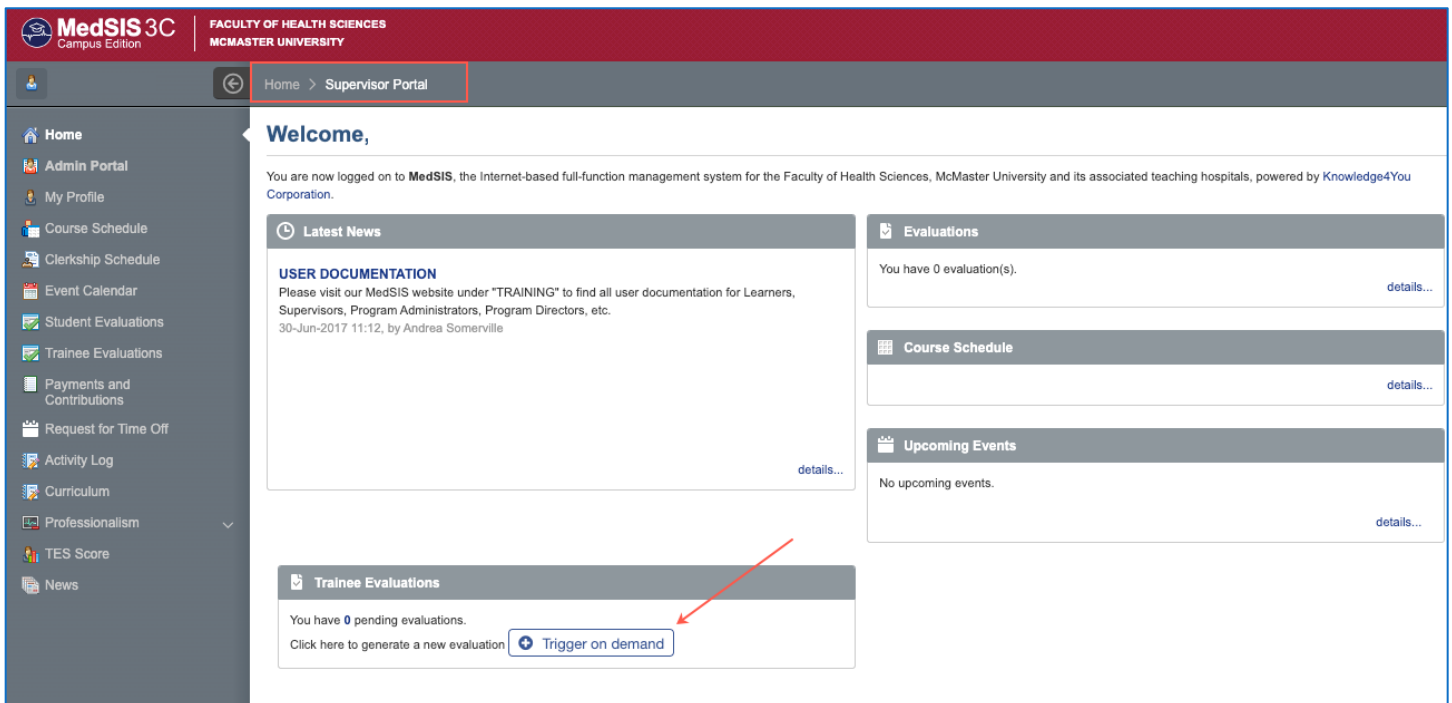 MedSIS 3C
Campus Edition
FACULTY OF HEALTH SCIENCES
MCMASTER UNIVERSITY
Home > Supervisor Portal
Home
Admin Portal
My Profile
Course Schedule
Clerkship Schedule
Event Calendar
Student Evaluations
Trainee Evaluations
Payments and
Contributions
Request for Time Off
Activity Log
Curriculum
Professionalism
TES Score
News
Welcome,
You are now logged on to MedSIS, the Internet-based full-function management system for the Faculty of Health Sciences, McMaster University and its associated teaching hospitals, powered by Knowledge4You
Corporation.
Latest News
USER DOCUMENTATION
Please visit our MedSIS website under "TRAINING" to find all user documentation for Learners,
Supervisors, Program Administrators, Program Directors, etc.
30-Jun-2017 11:12, by Andrea Somerville
details...
Evaluations
You have 0 evaluation(s).
details...
Course Schedule
details...
Upcoming Events
No upcoming events.
details...
Trainee Evaluations
You have 0 pending evaluations.
Click here to generate a new evaluation Trigger on demand